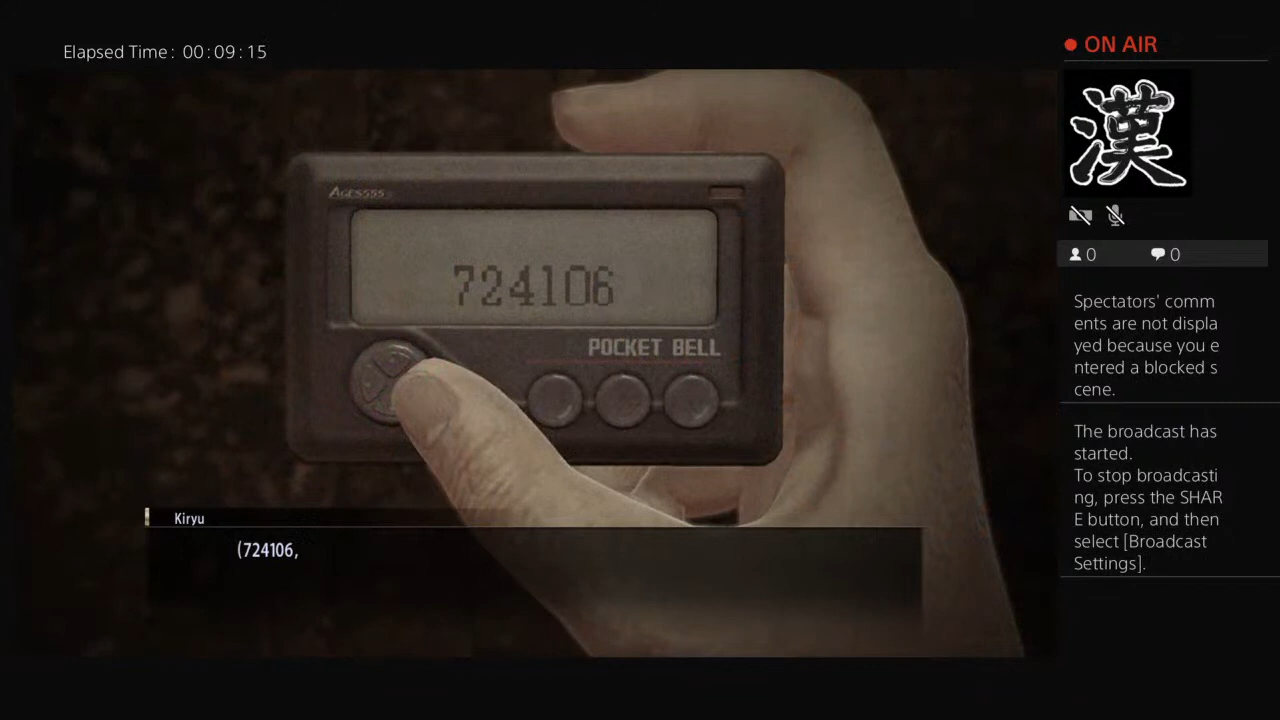 Elapsed Time: 00:09:15
ON AIR
漢
AGES555
724106
POCKET BELL
0
0
Spectators' comm
ents are not displa
yed because you e
ntered a blocked s
cene.
The broadcast has
started.
To stop broadcasti
ng, press the SHAR
E button, and then
select [Broadcast
Settings].
Kiryu
(724106,